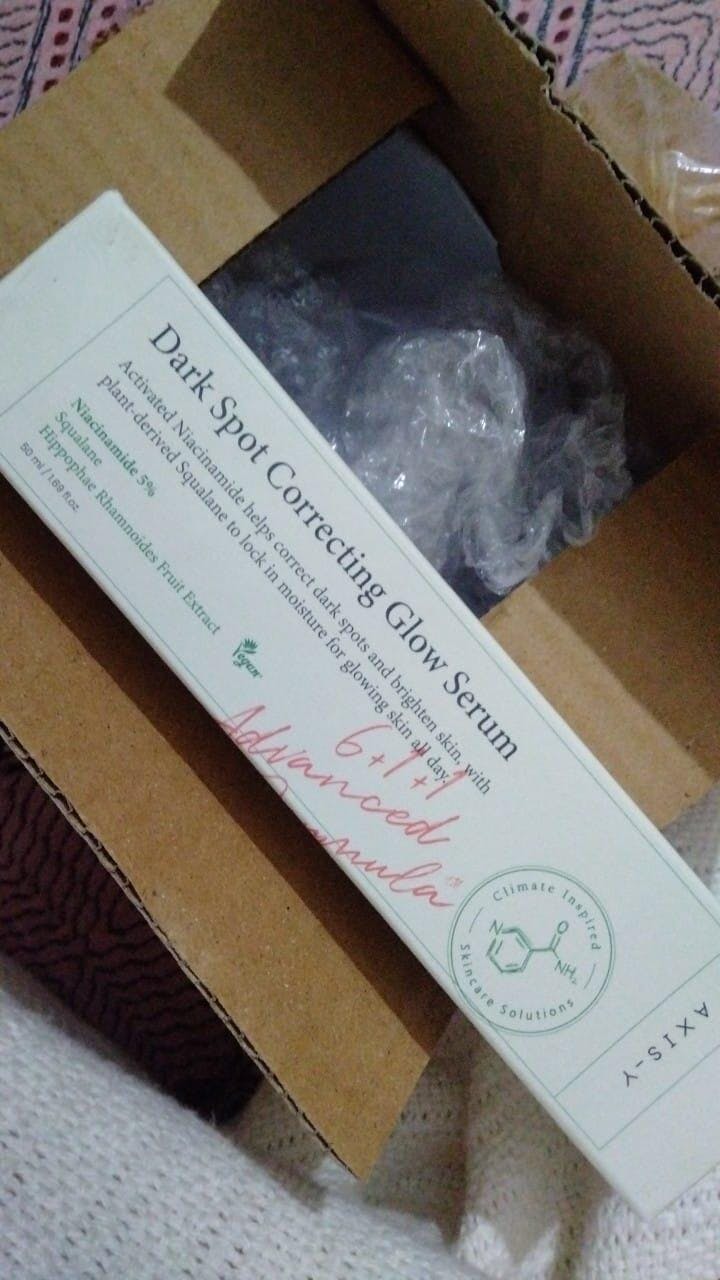 Dark Spot Correcting Glow Serum
Activated Niacinamide helps correct dark spots and brighten skin, with
plant-derived Squalane to lock in moisture for glowing skin all day.
Niacinamide 5%
Squalane
Hippophae Rhamnoides Fruit Extract
50 ml / 1.69 fl.oz.
Vegan
6+1+1
Advanced
Formula
Climate Inspired
N
O
NH₂
Skincare Solutions
AXIS-Y